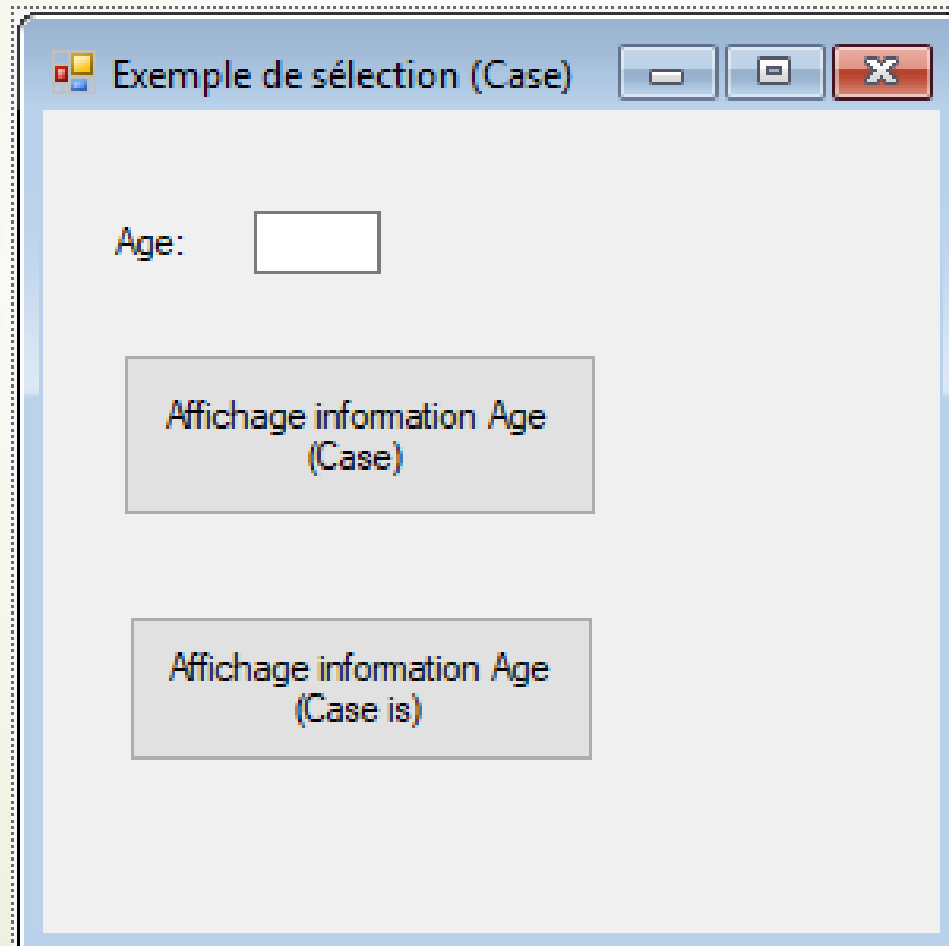 Exemple de sélection (Case)
Age:
Affichage information Age
(Case)
Affichage information Age
(Case is)